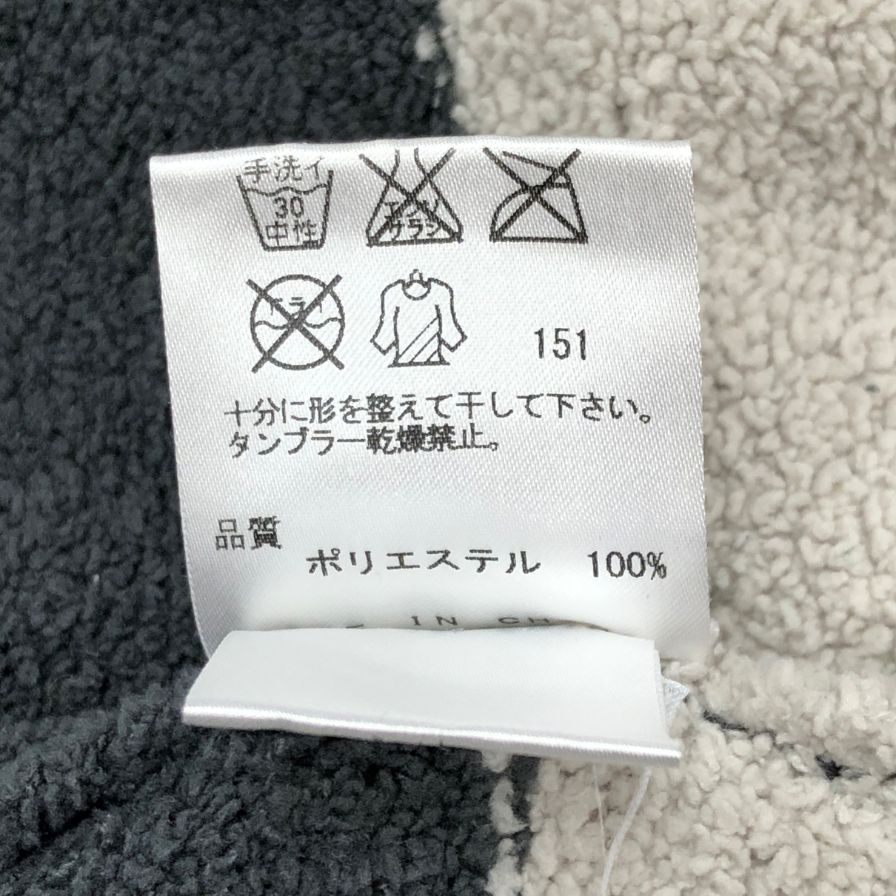 手洗イ
30
中性
エンソ
サラシ
ドライ
151
十分に形を整えて干して下さい。
タンブラー乾燥禁止。
品質
ポリエステル 100%
IN